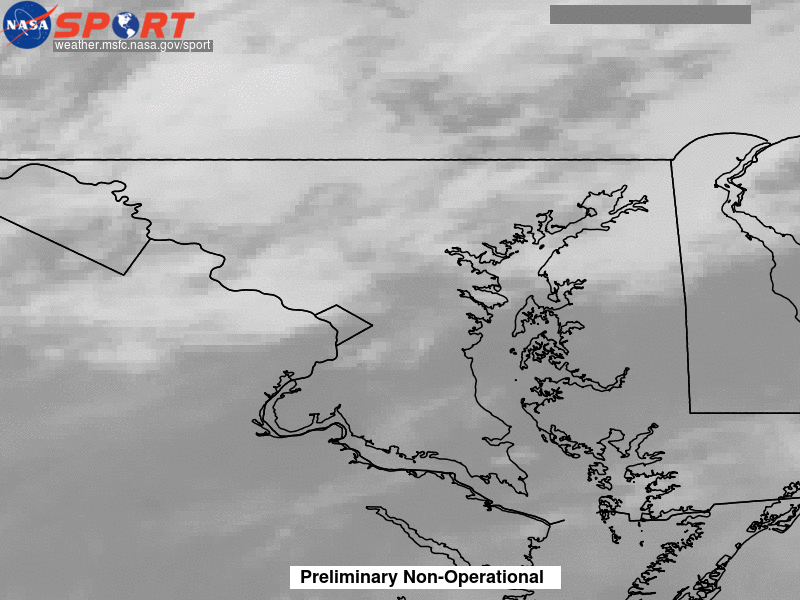 NASA SPORT
weather.msfc.nasa.gov/sport
Preliminary Non-Operational